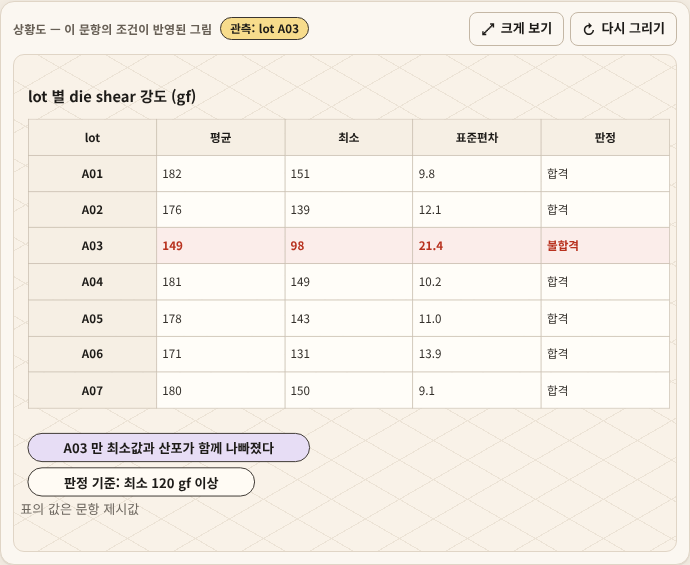 상황도 — 이 문항의 조건이 반영된 그림 관측: lot A03 크게 보기 다시 그리기
lot 별 die shear 강도 (gf)
lot 평균 최소 표준편차 판정
A01 182 151 9.8 합격
A02 176 139 12.1 합격
A03 149 98 21.4 불합격
A04 181 149 10.2 합격
A05 178 143 11.0 합격
A06 171 131 13.9 합격
A07 180 150 9.1 합격
A03 만 최소값과 산포가 함께 나빠졌다
판정 기준: 최소 120 gf 이상
표의 값은 문항 제시값